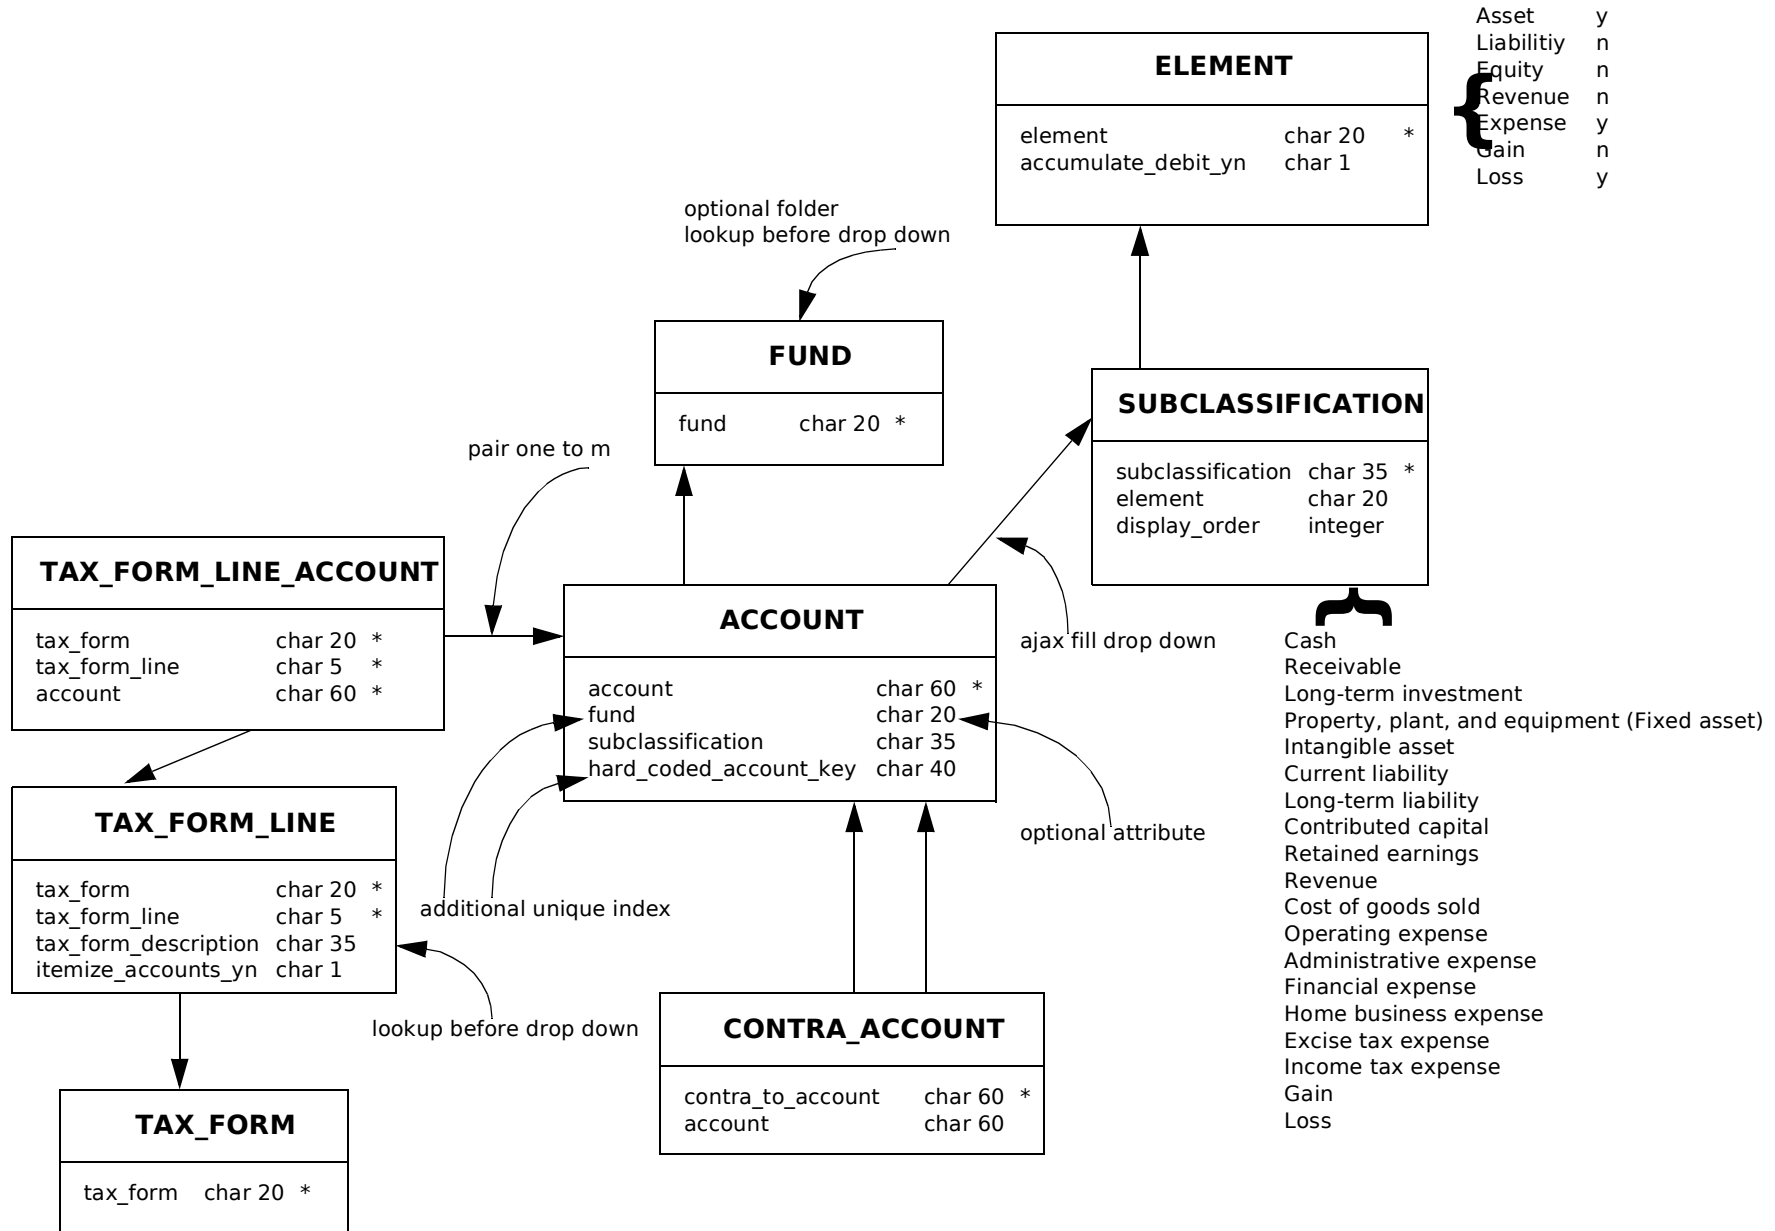 Asset y
Liabilitiy n
Equity n
Revenue n
Expense y
Gain n
Loss y
ELEMENT
element char 20 *
accumulate_debit_yn char 1
optional folder
lookup before drop down
FUND
fund char 20 *
SUBCLASSIFICATION
subclassification char 35 *
element char 20
display_order integer
pair one to m
TAX_FORM_LINE_ACCOUNT
tax_form char 20 *
tax_form_line char 5 *
account char 60 *
ACCOUNT
account char 60 *
fund char 20
subclassification char 35
hard_coded_account_key char 40
ajax fill drop down
Cash
Receivable
Long-term investment
Property, plant, and equipment (Fixed asset)
Intangible asset
Current liability
Long-term liability
Contributed capital
Retained earnings
Revenue
Cost of goods sold
Operating expense
Administrative expense
Financial expense
Home business expense
Excise tax expense
Income tax expense
Gain
Loss
optional attribute
TAX_FORM_LINE
tax_form char 20 *
tax_form_line char 5 *
tax_form_description char 35
itemize_accounts_yn char 1
additional unique index
lookup before drop down
CONTRA_ACCOUNT
contra_to_account char 60 *
account char 60
TAX_FORM
tax_form char 20 *